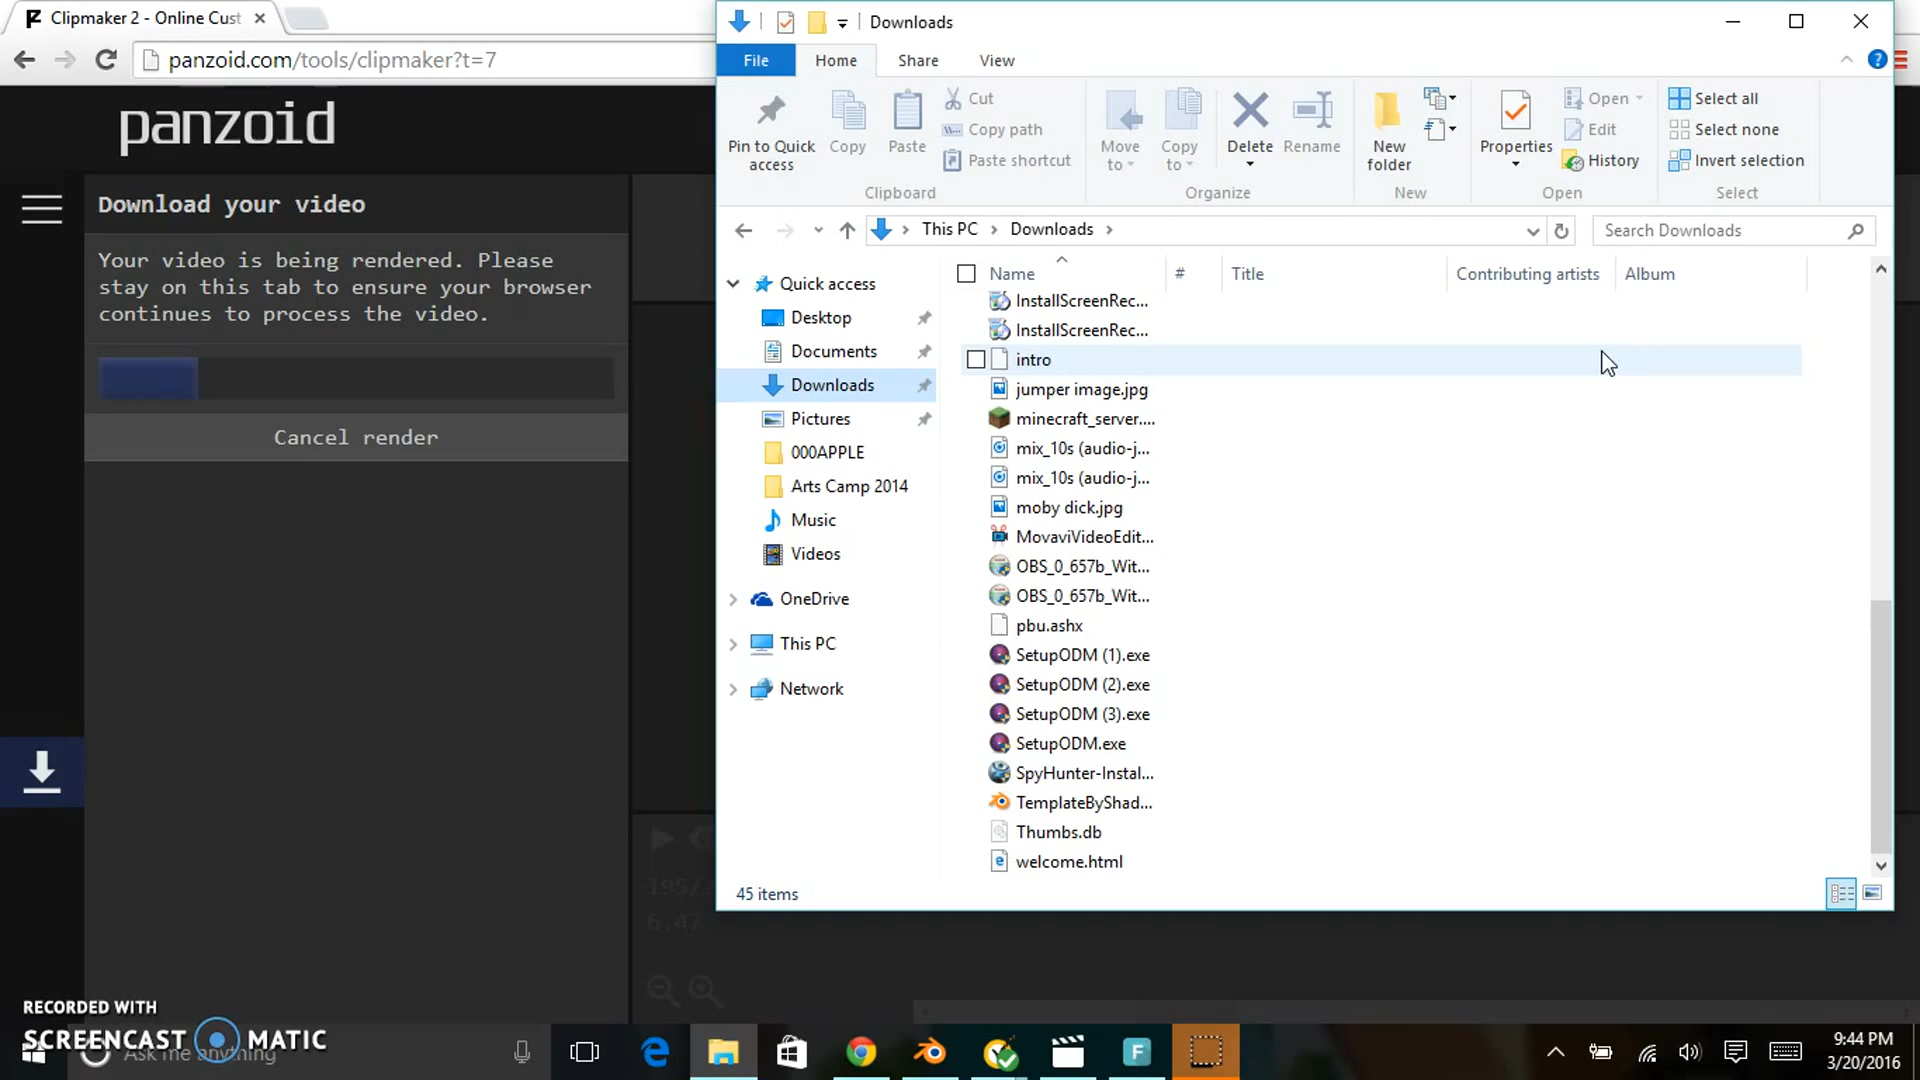 Clipmaker 2 - Online Cust
panzoid.com/tools/clipmaker?t=7
panzoid
Download your video
Your video is being rendered. Please
stay on this tab to ensure your browser
continues to process the video.
Cancel render
195/
6.47
Downloads
File
Home
Share
View
Pin to Quick
access
Copy
Paste
Cut
Copy path
Paste shortcut
Clipboard
Move
to
Copy
to
Delete
Rename
Organize
New
folder
New
Properties
Open
Edit
History
Open
Select all
Select none
Invert selection
Select
This PC
Downloads
Search Downloads
Quick access
Desktop
Documents
Downloads
Pictures
000APPLE
Arts Camp 2014
Music
Videos
OneDrive
This PC
Network
Name
#
Title
Contributing artists
Album
InstallScreenRec...
InstallScreenRec...
intro
jumper image.jpg
minecraft_server....
mix_10s (audio-j...
mix_10s (audio-j...
moby dick.jpg
MovaviVideoEdit...
OBS_0_657b_Wit...
OBS_0_657b_Wit...
pbu.ashx
SetupODM (1).exe
SetupODM (2).exe
SetupODM (3).exe
SetupODM.exe
SpyHunter-Instal...
TemplateByShad...
Thumbs.db
welcome.html
45 items
RECORDED WITH
SCREENCAST MATIC
Ask me anything
9:44 PM
3/20/2016